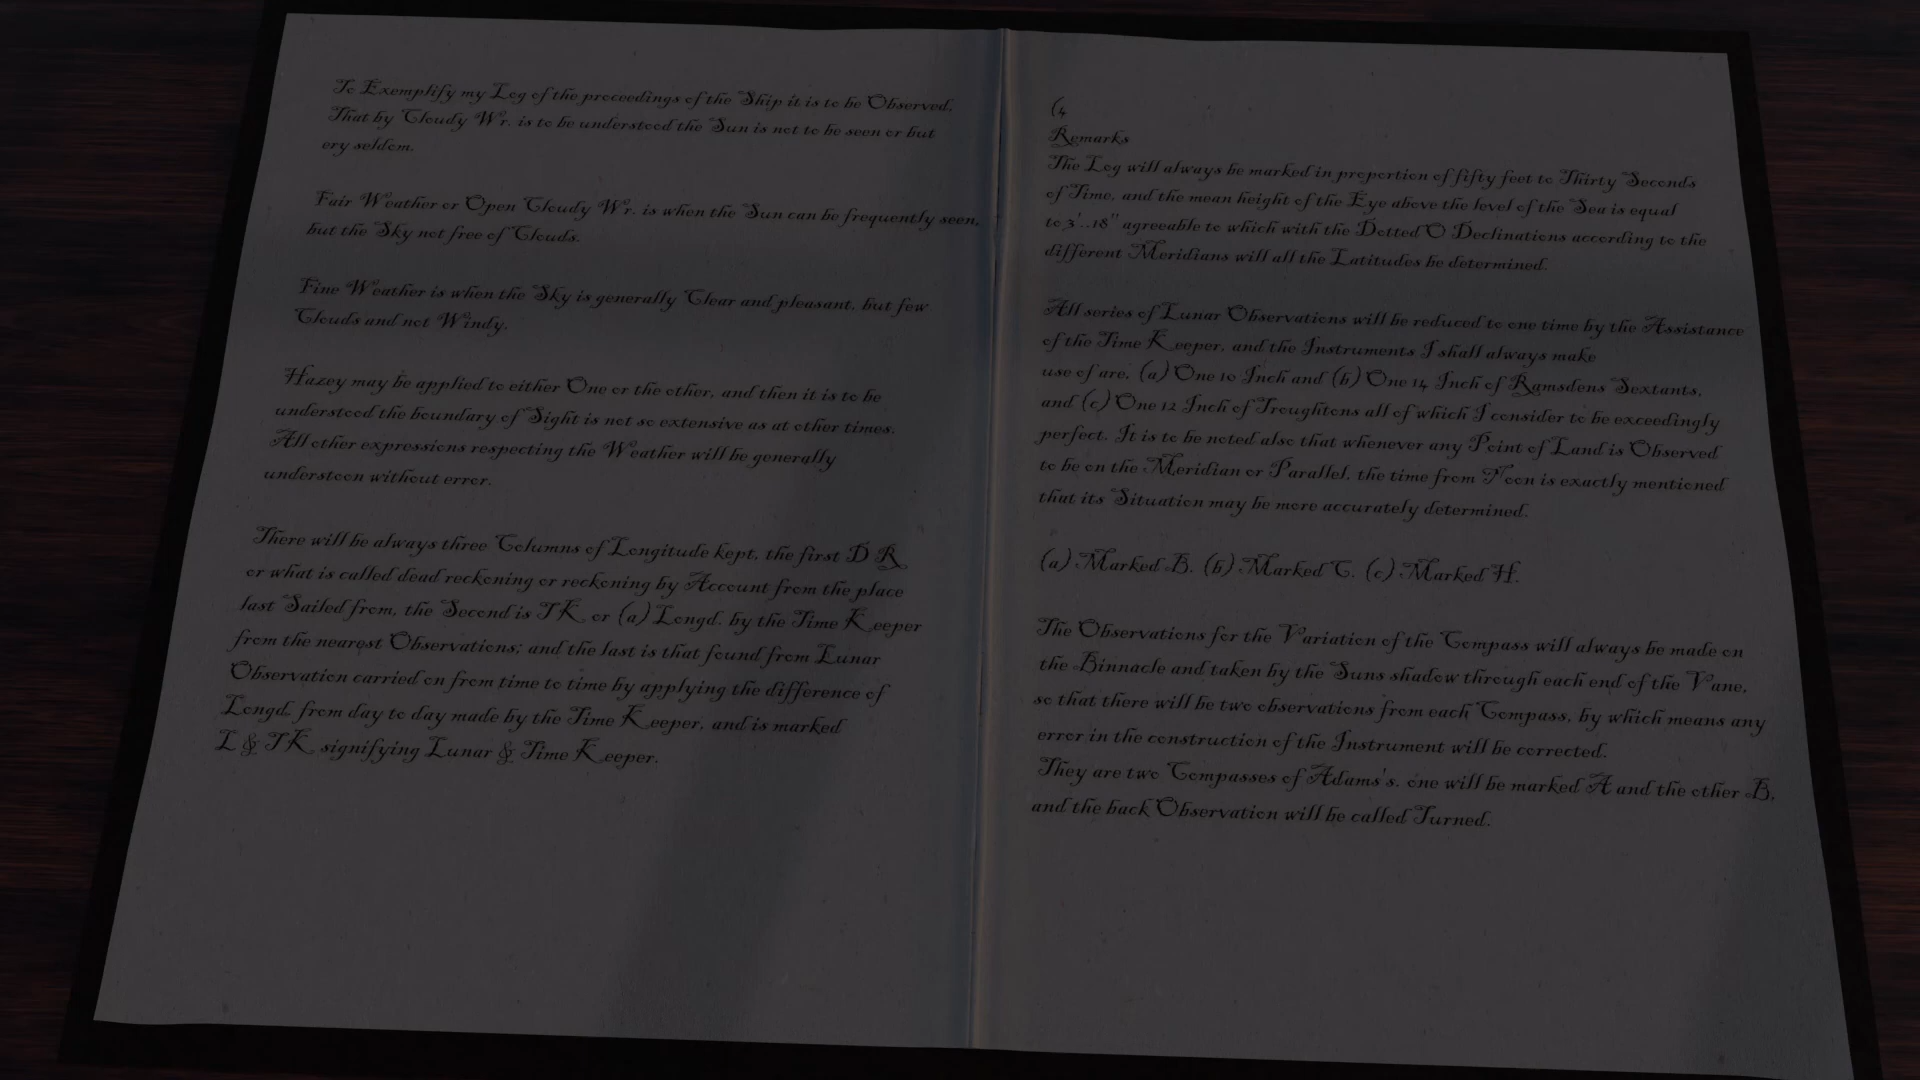 To Exemplify my Log of the proceedings of the Ship it is to be Observed,
That by Cloudy Wr. is to be understood the Sun is not to be seen or but
ery seldom.
Fair Weather or Open Cloudy Wr. is when the Sun can be frequently seen,
but the Sky not free of Clouds.
Fine Weather is when the Sky is generally Clear and pleasant, but few
Clouds and not Windy.
Hazey may be applied to either One or the other, and then it is to be
understood the boundary of Sight is not so extensive as at other times.
All other expressions respecting the Weather will be generally
understoon without error.
There will be always three Columns of Longitude kept, the first D R
or what is called dead reckoning or reckoning by Account from the place
last Sailed from, the Second is TK or (a) Longd. by the Time Keeper
from the nearest Observations; and the last is that found from Lunar
Observation carried on from time to time by applying the difference of
Longd. from day to day made by the Time Keeper, and is marked
L & TK signifying Lunar & Time Keeper.
(4
Remarks
The Log will always be marked in proportion of fifty feet to Thirty Seconds
of Time, and the mean height of the Eye above the level of the Sea is equal
to 3'..18" agreeable to which with the Dotted O Declinations according to the
different Meridians will all the Latitudes be determined.
All series of Lunar Observations will be reduced to one time by the Assistance
of the Time Keeper, and the Instruments I shall always make
use of are, (a) One 10 Inch and (b) One 14 Inch of Ramsdens Sextants,
and (c) One 12 Inch of Troughtons all of which I consider to be exceedingly
perfect. It is to be noted also that whenever any Point of Land is Observed
to be on the Meridian or Parallel, the time from Noon is exactly mentioned
that its Situation may be more accurately determined.
(a) Marked B. (b) Marked C. (c) Marked H.
The Observations for the Variation of the Compass will always be made on
the Binnacle and taken by the Suns shadow through each end of the Vane,
so that there will be two observations from each Compass, by which means any
error in the construction of the Instrument will be corrected.
They are two Compasses of Adams's, one will be marked A and the other B,
and the back Observation will be called Turned.